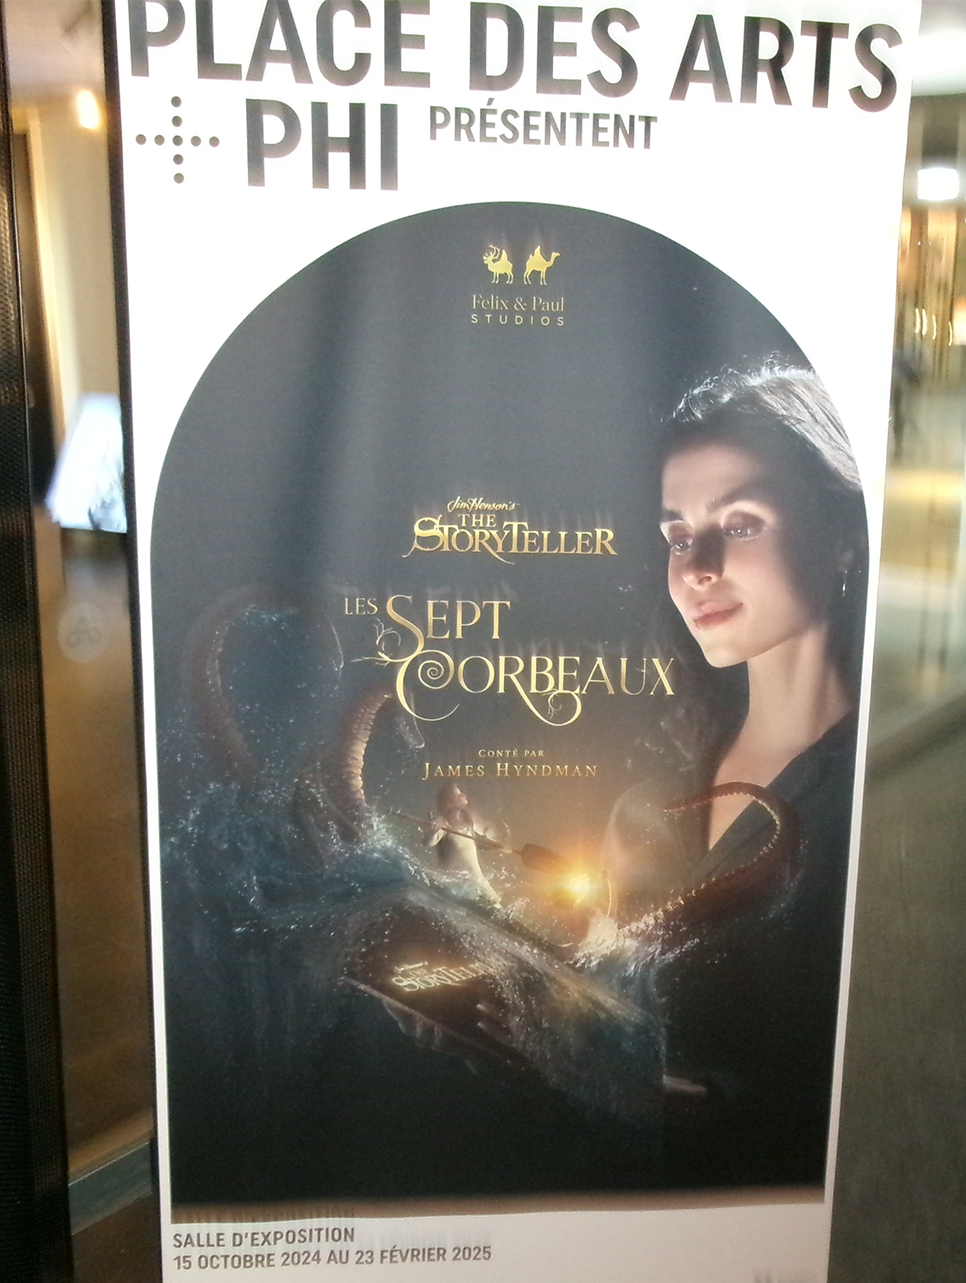 PLACE DES ARTS
PHI PRÉSENTENT
Felix & Paul
STUDIOS
Jim Henson's
THE
STORYTELLER
LES SEPT
CORBEAUX
CONTÉ PAR
JAMES HYNDMAN
SALLE D'EXPOSITION
15 OCTOBRE 2024 AU 23 FÉVRIER 2025